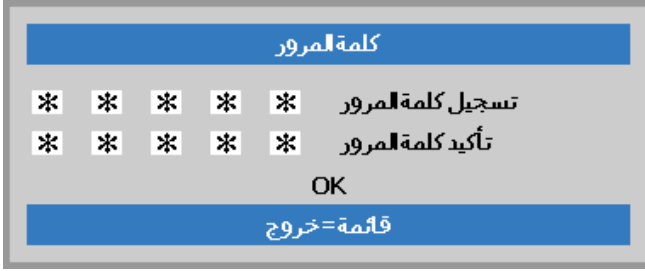 كلمة المرور
تسجيل كلمة المرور * * * * *
تأكيد كلمة المرور * * * * *
OK
قائمة=خروج